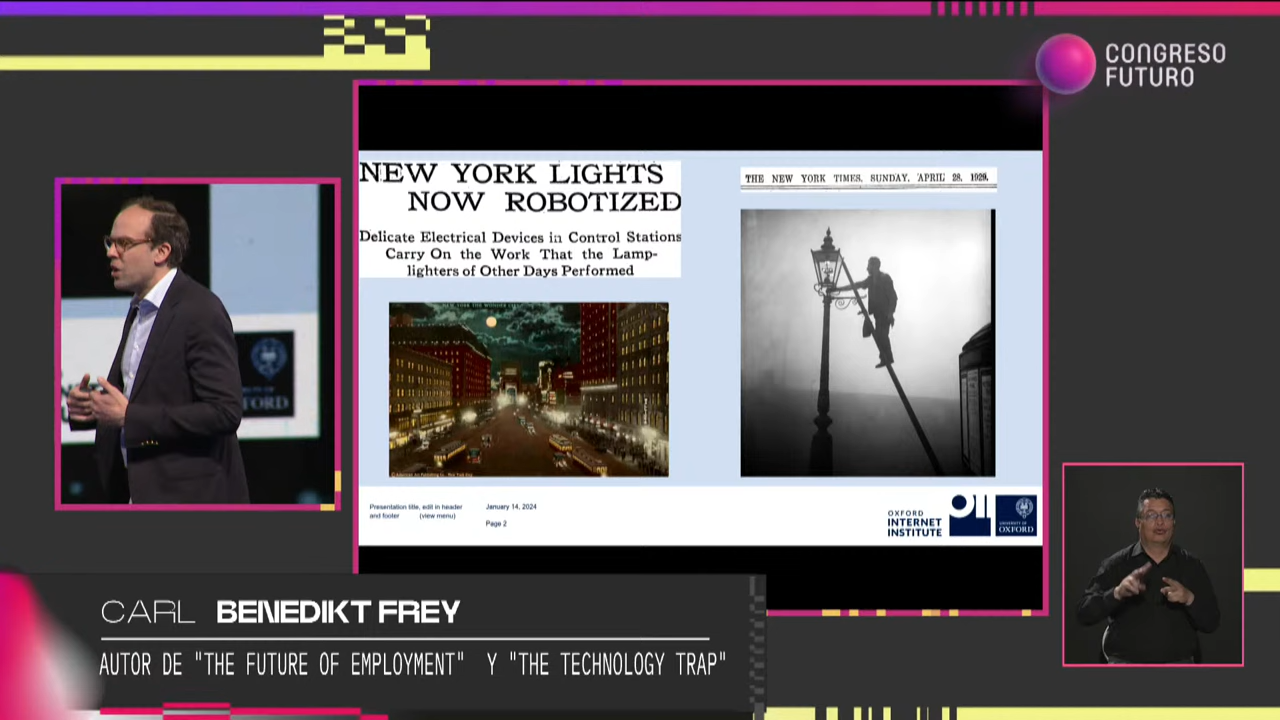 CONGRESO
FUTURO
NEW YORK LIGHTS
NOW ROBOTIZED
Delicate Electrical Devices in Control Stations
Carry On the Work That the Lamp-
lighters of Other Days Performed
THE NEW YORK TIMES, SUNDAY, APRIL 28, 1929.
Presentation title, edit in header
and footer (view menu)
January 14, 2024
Page 2
OXFORD
INTERNET
INSTITUTE
OII
UNIVERSITY OF
OXFORD
CARL BENEDIKT FREY
AUTOR DE "THE FUTURE OF EMPLOYMENT" Y "THE TECHNOLOGY TRAP"